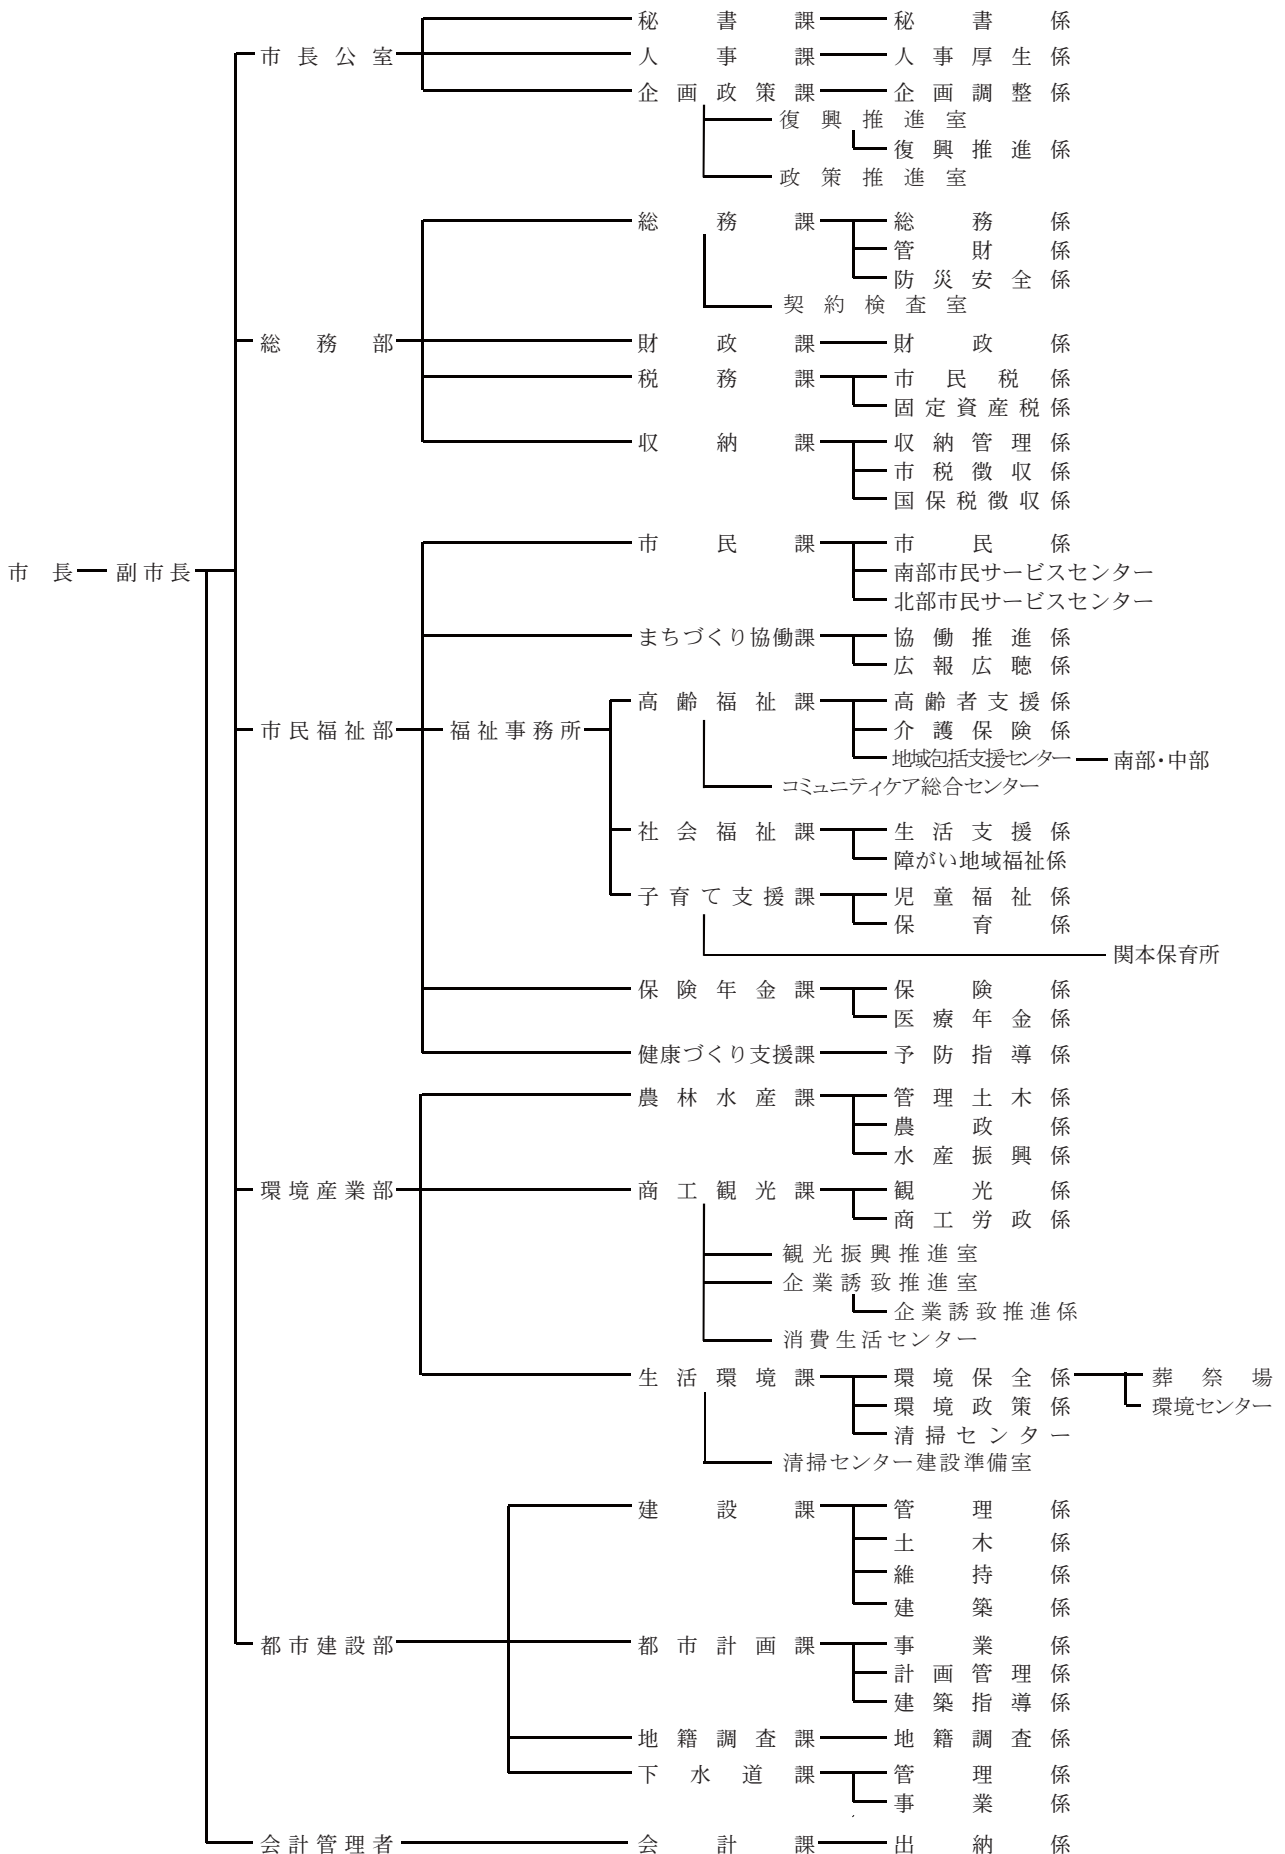 秘書課 秘書係
市長公室 人事課 人事厚生係
企画政策課 企画調整係
復興推進室
復興推進係
政策推進室
総務課 総務係
管財係
防災安全係
契約検査室
総務部 財政課 財政係
税務課 市民税係
固定資産税係
収納課 収納管理係
市税徴収係
国保税徴収係
市民課 市民係
市長 副市長 南部市民サービスセンター
北部市民サービスセンター
まちづくり協働課 協働推進係
広報広聴係
高齢福祉課 高齢者支援係
市民福祉部 福祉事務所 介護保険係
地域包括支援センター 南部・中部
コミュニティケア総合センター
社会福祉課 生活支援係
障がい地域福祉係
子育て支援課 児童福祉係
保育係
関本保育所
保険年金課 保険係
医療年金係
健康づくり支援課 予防指導係
農林水産課 管理土木係
農政係
水産振興係
環境産業部 商工観光課 観光係
商工労政係
観光振興推進室
企業誘致推進室
企業誘致推進係
消費生活センター
生活環境課 環境保全係 葬祭場
環境政策係 環境センター
清掃センター
清掃センター建設準備室
建設課 管理係
土木係
維持係
建築係
都市建設部 都市計画課 事業係
計画管理係
建築指導係
地籍調査課 地籍調査係
下水道課 管理係
事業係
会計管理者 会計課 出納係